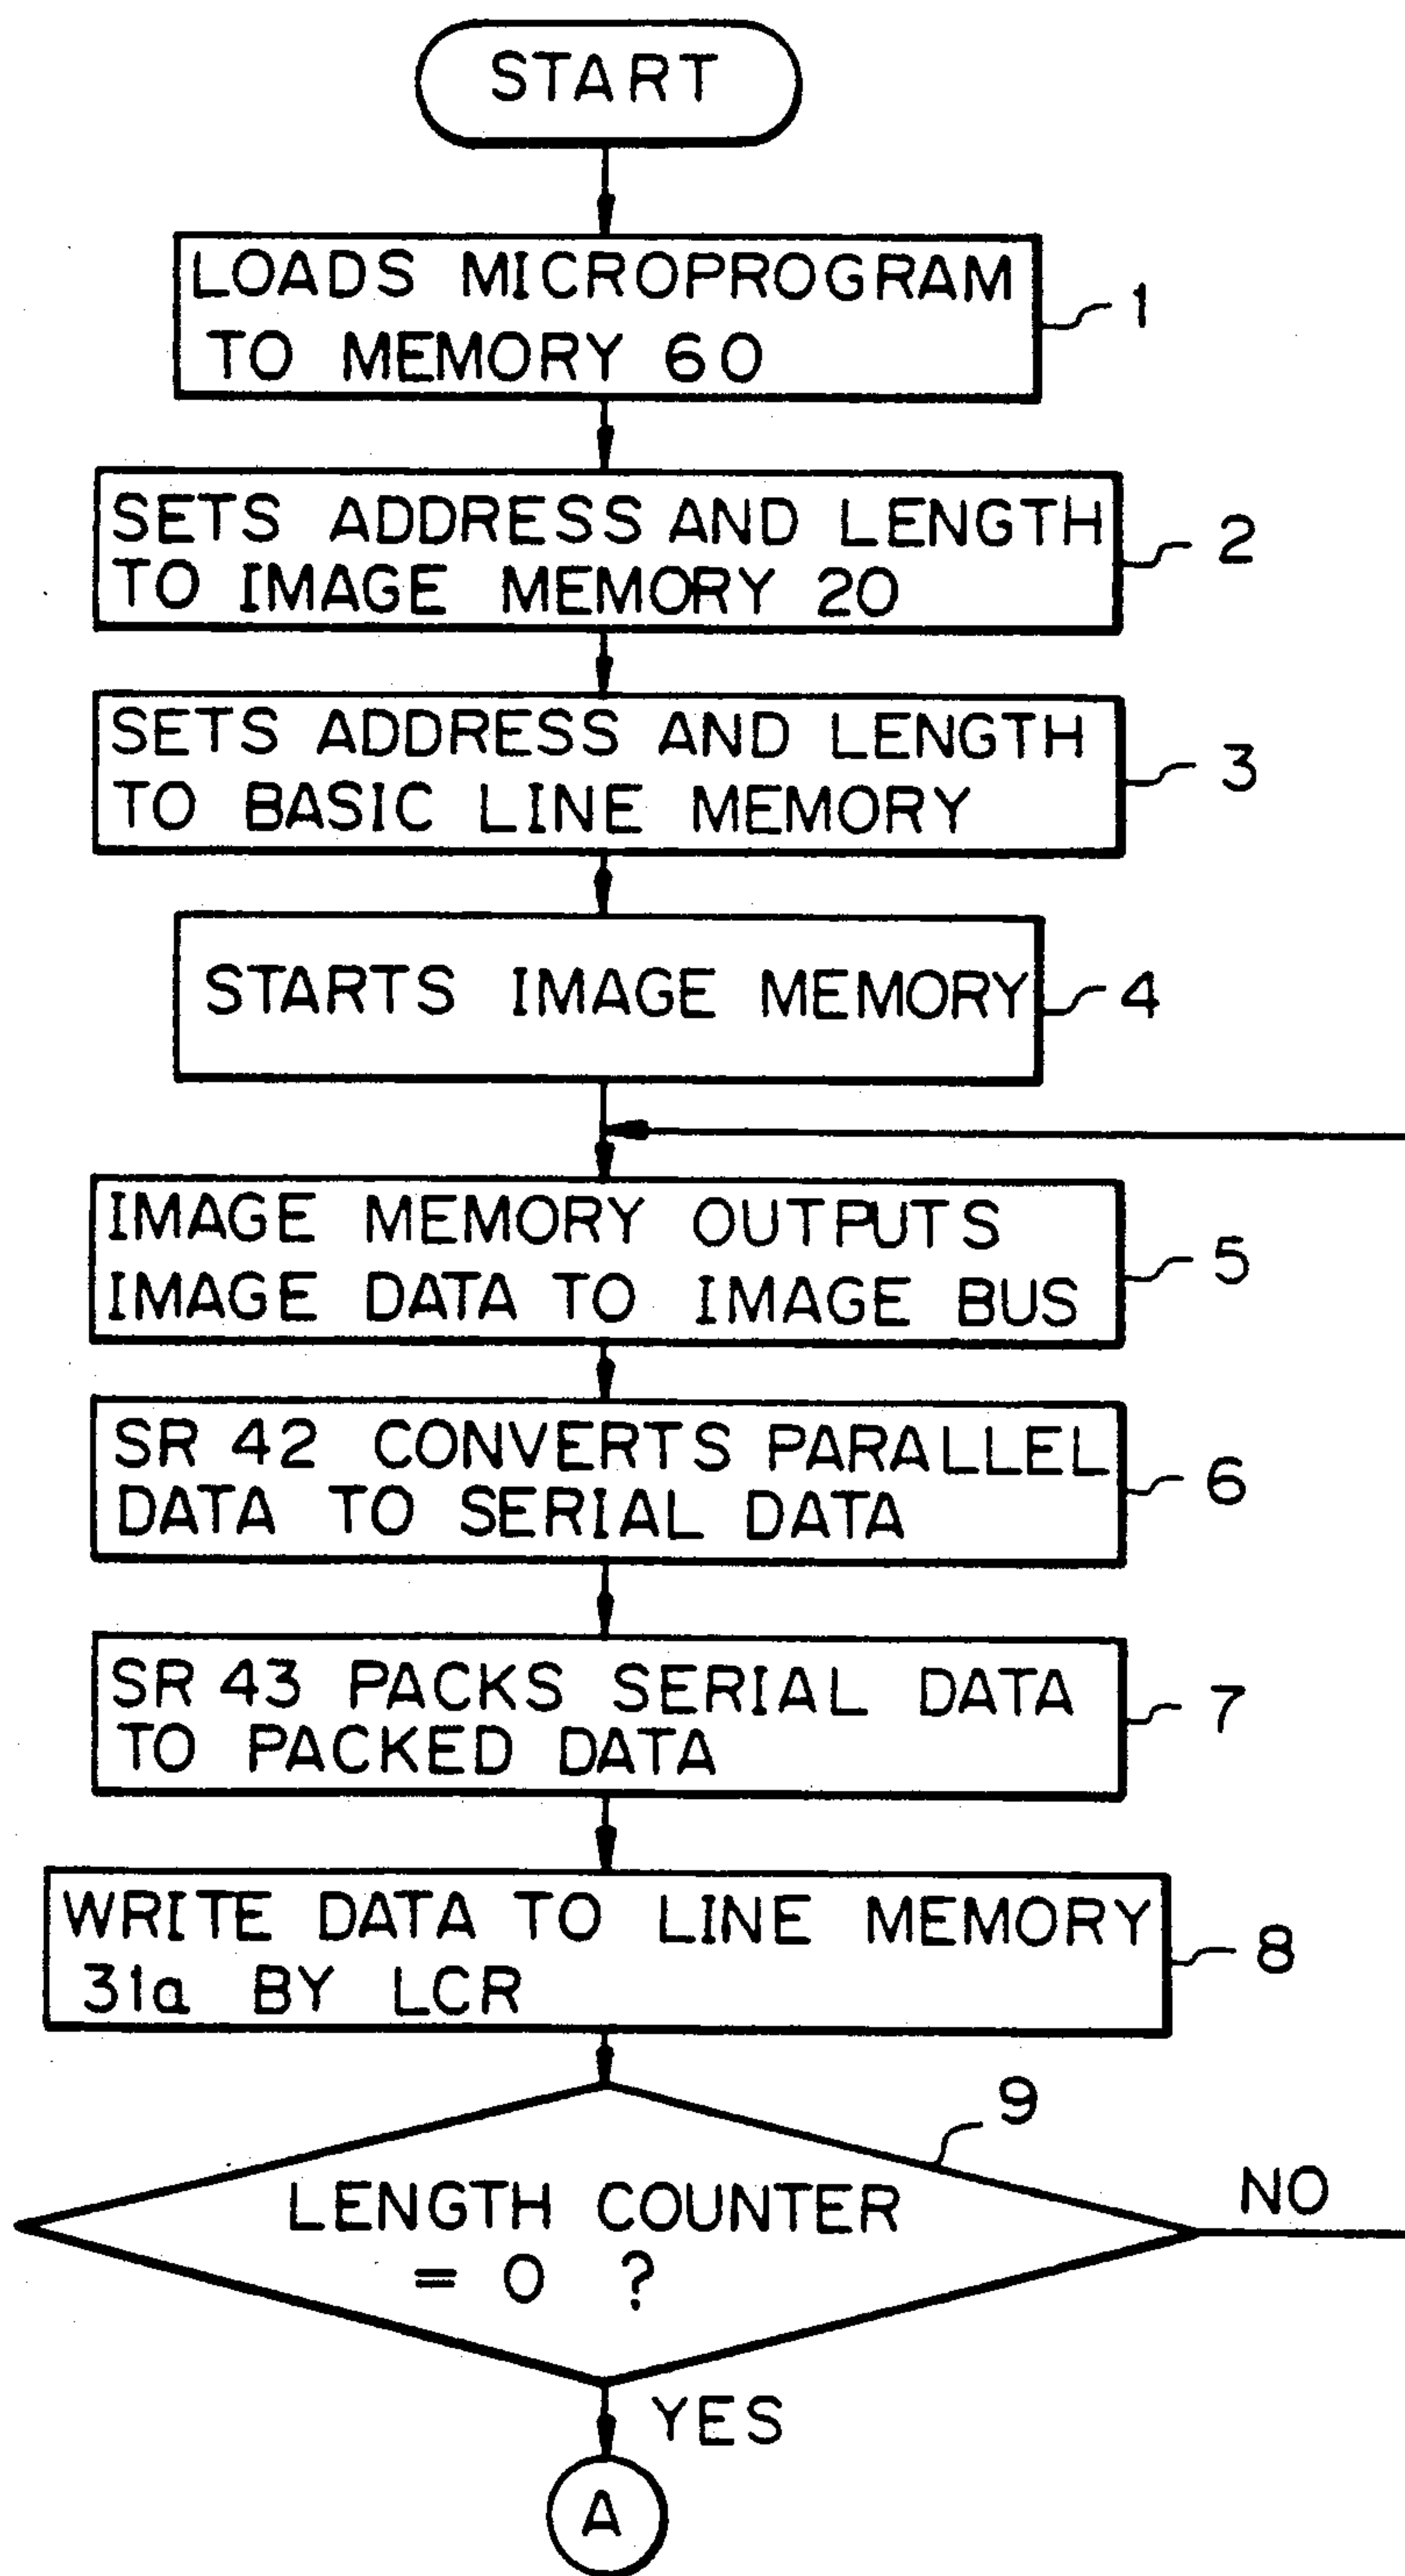 START
LOADS MICROPROGRAM
TO MEMORY 60
1
SETS ADDRESS AND LENGTH
TO IMAGE MEMORY 20
2
SETS ADDRESS AND LENGTH
TO BASIC LINE MEMORY
3
STARTS IMAGE MEMORY
4
IMAGE MEMORY OUTPUTS
IMAGE DATA TO IMAGE BUS
5
SR 42 CONVERTS PARALLEL
DATA TO SERIAL DATA
6
SR 43 PACKS SERIAL DATA
TO PACKED DATA
7
WRITE DATA TO LINE MEMORY
31a BY LCR
8
9
LENGTH COUNTER
= 0 ?
NO
YES
A